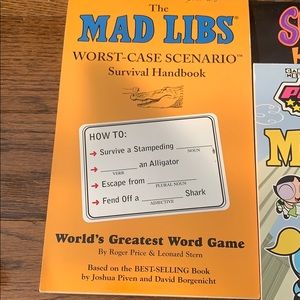 The
MAD LIBS®
WORST-CASE SCENARIO™
Survival Handbook
HOW TO:
Survive a Stampeding
NOUN
an Alligator
VERB
Escape from
PLURAL NOUN
Fend Off a Shark
ADJECTIVE
World's Greatest Word Game
By Roger Price & Leonard Stern
Based on the BEST-SELLING Book
by Joshua Piven and David Borgenicht